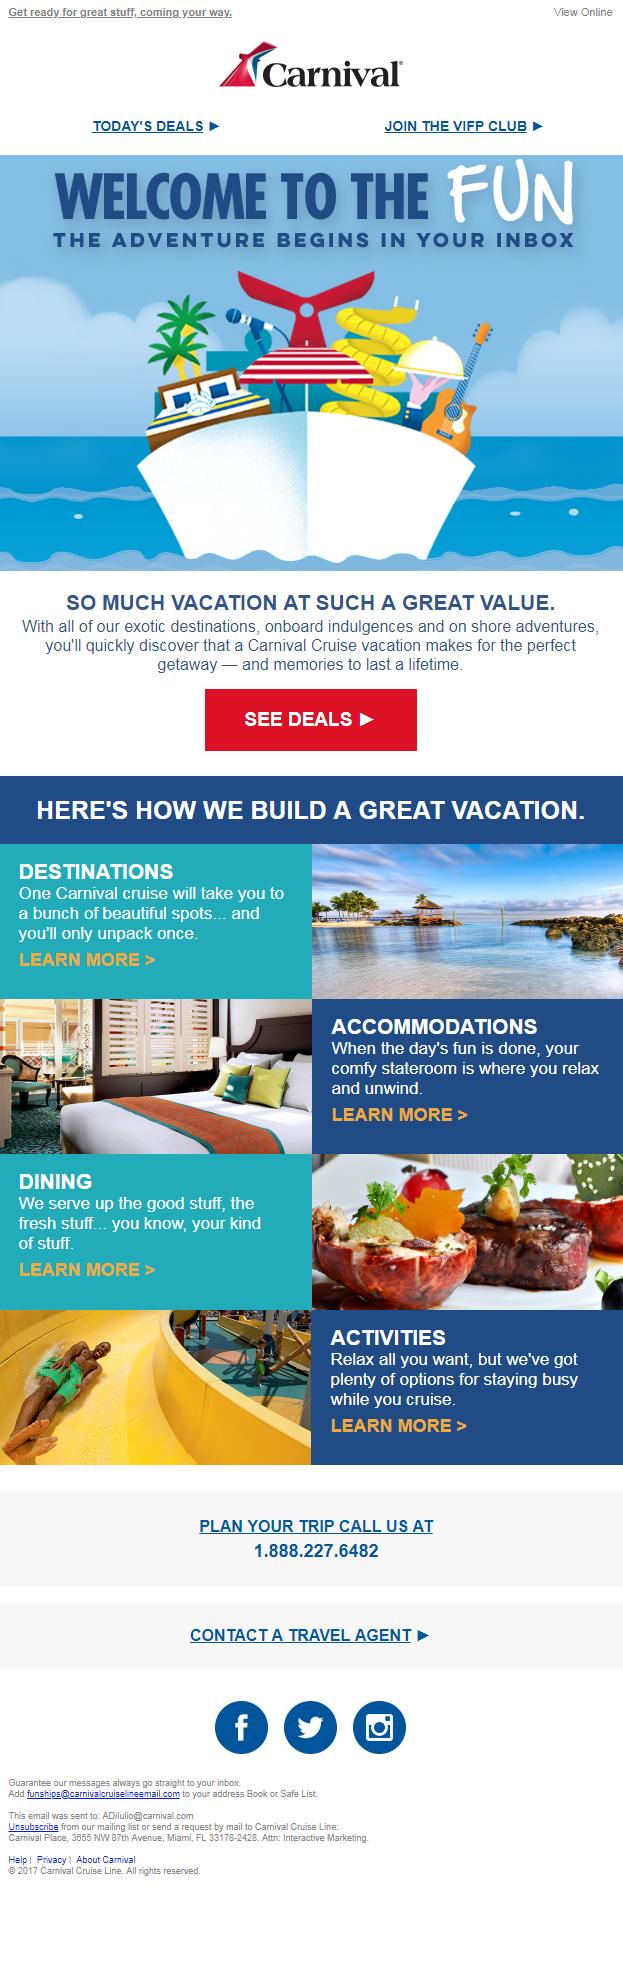 Get ready for great stuff, coming your way.
View Online
Carnival
TODAY'S DEALS ►
JOIN THE VIFP CLUB ►
WELCOME TO THE FUN
THE ADVENTURE BEGINS IN YOUR INBOX
SO MUCH VACATION AT SUCH A GREAT VALUE.
With all of our exotic destinations, onboard indulgences and on shore adventures,
you'll quickly discover that a Carnival Cruise vacation makes for the perfect
getaway — and memories to last a lifetime.
SEE DEALS ►
HERE'S HOW WE BUILD A GREAT VACATION.
DESTINATIONS
One Carnival cruise will take you to
a bunch of beautiful spots... and
you'll only unpack once.
LEARN MORE >
ACCOMMODATIONS
When the day's fun is done, your
comfy stateroom is where you relax
and unwind.
LEARN MORE >
DINING
We serve up the good stuff, the
fresh stuff... you know, your kind
of stuff.
LEARN MORE >
ACTIVITIES
Relax all you want, but we've got
plenty of options for staying busy
while you cruise.
LEARN MORE >
PLAN YOUR TRIP CALL US AT
1.888.227.6482
CONTACT A TRAVEL AGENT ►
Guarantee our messages always go straight to your inbox.
Add funships@carnivalcruiselineemail.com to your address Book or Safe List.
This email was sent to: ADiIulio@carnival.com
Unsubscribe from our mailing list or send a request by mail to Carnival Cruise Line:
Carnival Place, 3655 NW 87th Avenue, Miami, FL 33178-2428. Attn: Interactive Marketing.
Help | Privacy | About Carnival
© 2017 Carnival Cruise Line. All rights reserved.